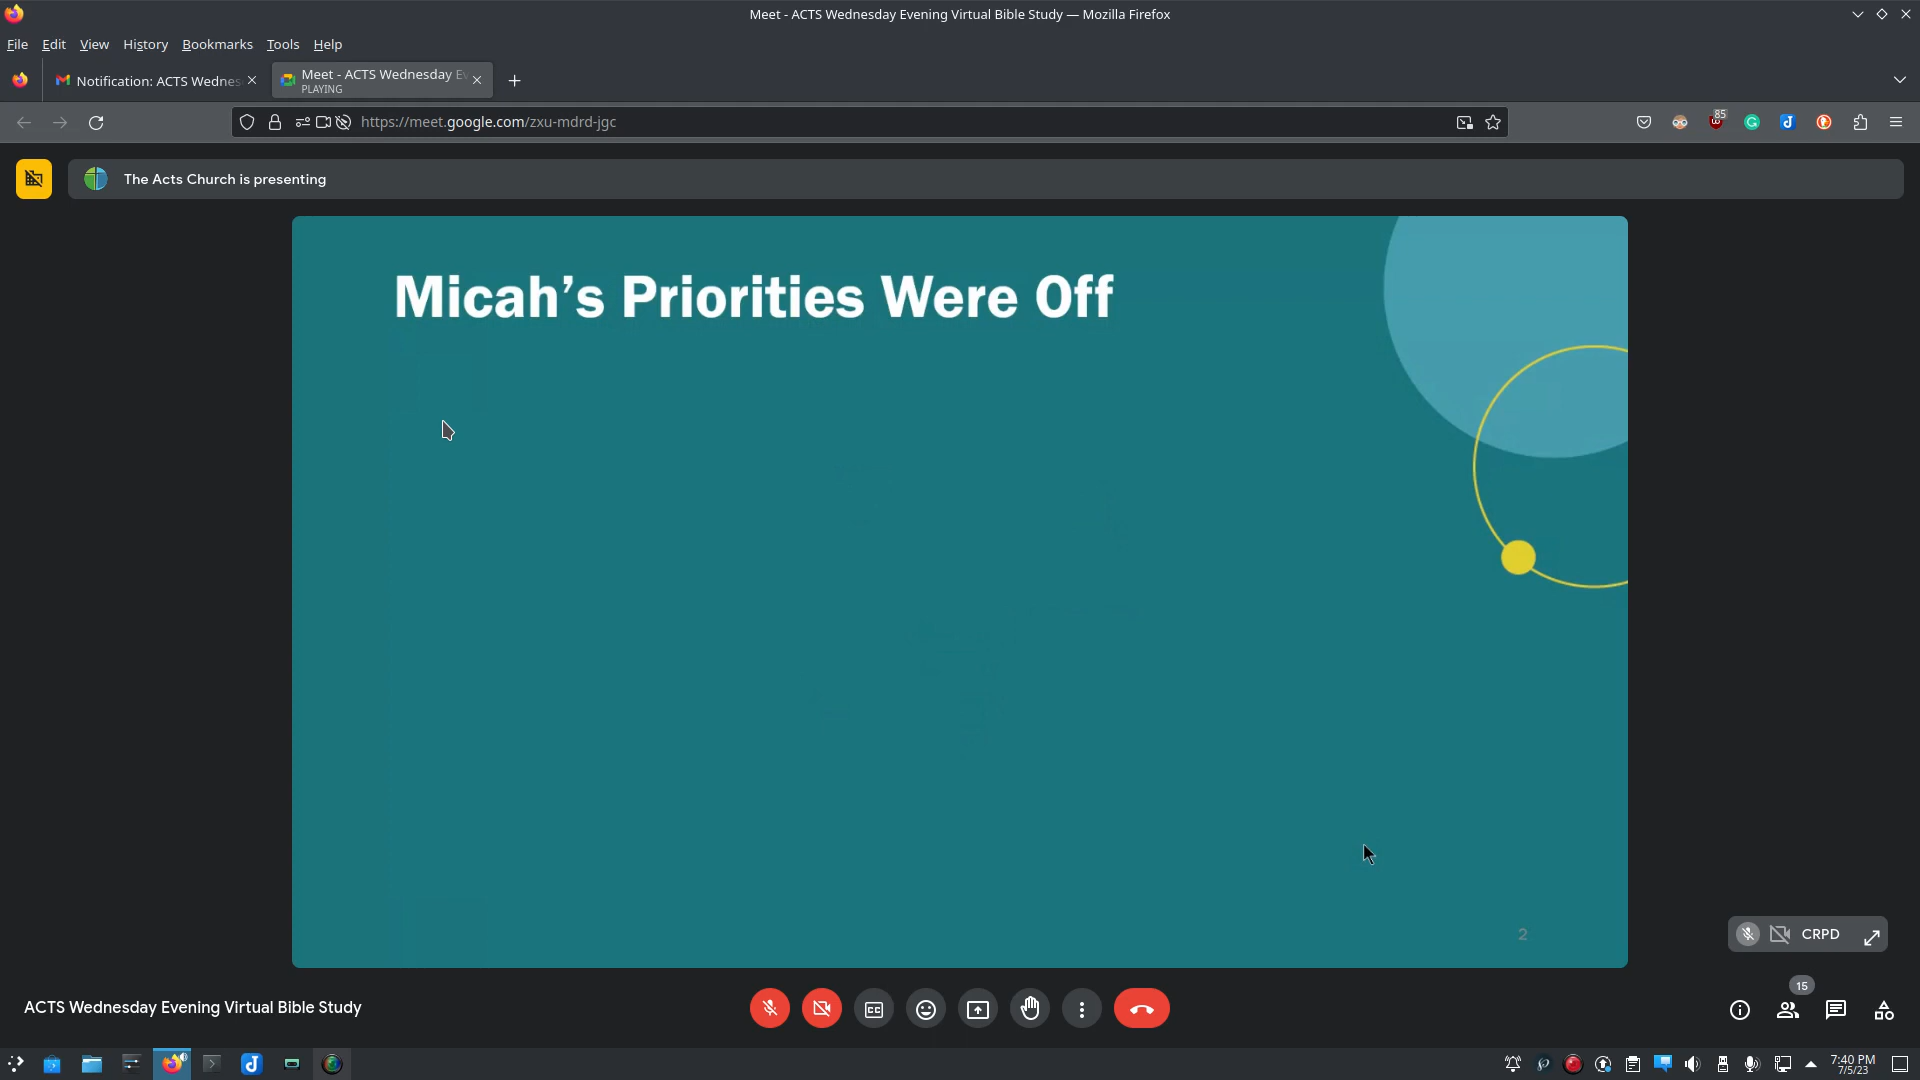 Meet - ACTS Wednesday Evening Virtual Bible Study — Mozilla Firefox
File Edit View History Bookmarks Tools Help
Notification: ACTS Wednes
Meet - ACTS Wednesday Ev
PLAYING
https://meet.google.com/zxu-mdrd-jgc
85
The Acts Church is presenting
Micah's Priorities Were Off
2
CRPD
ACTS Wednesday Evening Virtual Bible Study
15
7:40 PM
7/5/23